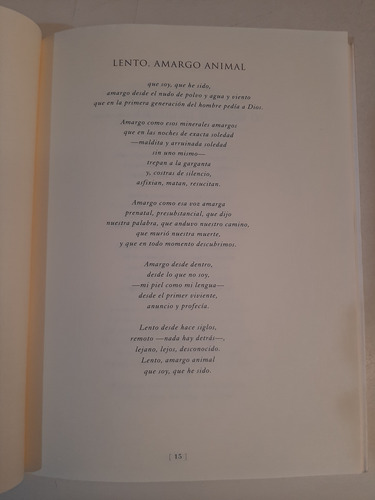 LENTO, AMARGO ANIMAL
que soy, que he sido,
amargo desde el nudo de polvo y agua y viento
que en la primera generación del hombre pedía a Dios.
Amargo como esos minerales amargos
que en las noches de exacta soledad
—maldita y arruinada soledad
sin uno mismo—
trepan a la garganta
y, costras de silencio,
asfixian, matan, resucitan.
Amargo como esa voz amarga
prenatal, presubstancial, que dijo
nuestra palabra, que anduvo nuestro camino,
que murió nuestra muerte,
y que en todo momento descubrimos.
Amargo desde dentro,
desde lo que no soy,
—mi piel como mi lengua—
desde el primer viviente,
anuncio y profecía.
Lento desde hace siglos,
remoto —nada hay detrás—,
lejano, lejos, desconocido.
Lento, amargo animal
que soy, que he sido.
[ 15 ]